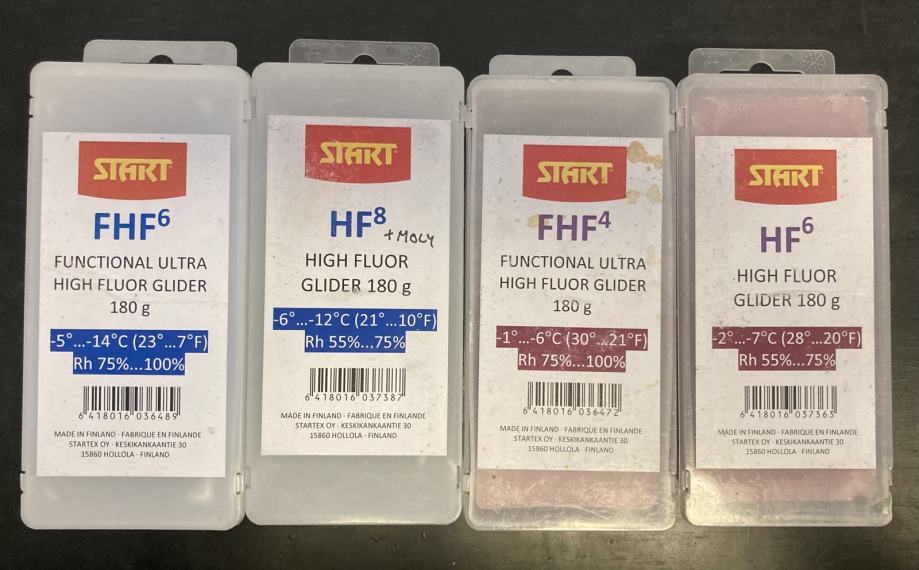 START
FHF⁶
FUNCTIONAL ULTRA
HIGH FLUOR GLIDER
180 g
-5°...-14°C (23°...7°F)
Rh 75%...100%
6 418016 036489
MADE IN FINLAND · FABRIQUE EN FINLANDE
STARTEX OY · KESKIKANKAANTIE 30
15860 HOLLOLA · FINLAND
START
HF⁸
+ MOLY
HIGH FLUOR
GLIDER 180 g
-6°...-12°C (21°...10°F)
Rh 55%...75%
6 418016 037387
MADE IN FINLAND · FABRIQUE EN FINLANDE
STARTEX OY · KESKIKANKAANTIE 30
15860 HOLLOLA · FINLAND
START
FHF⁴
FUNCTIONAL ULTRA
HIGH FLUOR GLIDER
180 g
-1°...-6°C (30°...21°F)
Rh 75%...100%
6 418016 036472
MADE IN FINLAND · FABRIQUE EN FINLANDE
STARTEX OY · KESKIKANKAANTIE 30
15860 HOLLOLA · FINLAND
START
HF⁶
HIGH FLUOR
GLIDER 180 g
-2°...-7°C (28°...20°F)
Rh 55%...75%
6 418016 037363
MADE IN FINLAND · FABRIQUE EN FINLANDE
STARTEX OY · KESKIKANKAANTIE 30
15860 HOLLOLA · FINLAND